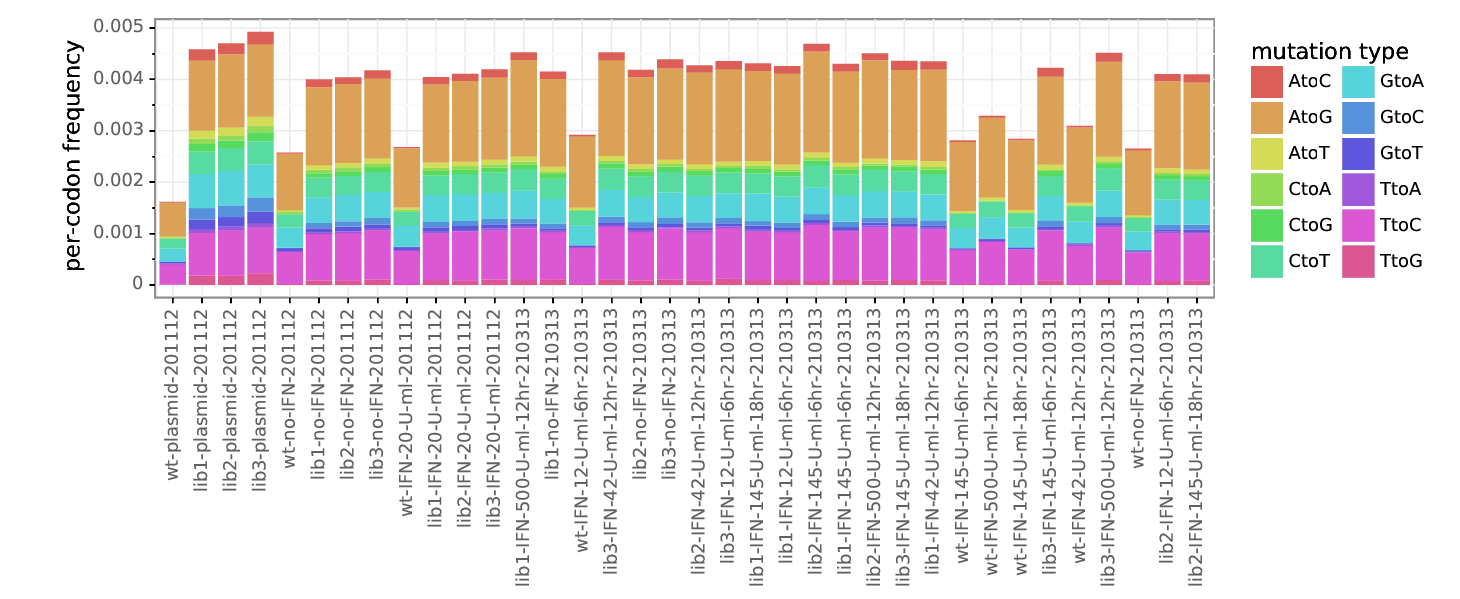 per-codon frequency
0.005
0.004
0.003
0.002
0.001
0
wt-plasmid-201112
lib1-plasmid-201112
lib2-plasmid-201112
lib3-plasmid-201112
wt-no-IFN-201112
lib1-no-IFN-201112
lib2-no-IFN-201112
lib3-no-IFN-201112
wt-IFN-20-U-ml-201112
lib1-IFN-20-U-ml-201112
lib2-IFN-20-U-ml-201112
lib3-IFN-20-U-ml-201112
lib1-IFN-500-U-ml-12hr-210313
lib1-no-IFN-210313
wt-IFN-12-U-ml-6hr-210313
lib3-IFN-42-U-ml-12hr-210313
lib2-no-IFN-210313
lib3-no-IFN-210313
lib2-IFN-42-U-ml-12hr-210313
lib3-IFN-12-U-ml-6hr-210313
lib1-IFN-145-U-ml-18hr-210313
lib1-IFN-12-U-ml-6hr-210313
lib2-IFN-145-U-ml-6hr-210313
lib1-IFN-145-U-ml-6hr-210313
lib2-IFN-500-U-ml-12hr-210313
lib3-IFN-145-U-ml-18hr-210313
lib1-IFN-42-U-ml-12hr-210313
wt-IFN-145-U-ml-6hr-210313
wt-IFN-500-U-ml-12hr-210313
wt-IFN-145-U-ml-18hr-210313
lib3-IFN-145-U-ml-6hr-210313
wt-IFN-42-U-ml-12hr-210313
lib3-IFN-500-U-ml-12hr-210313
wt-no-IFN-210313
lib2-IFN-12-U-ml-6hr-210313
lib2-IFN-145-U-ml-18hr-210313
mutation type
AtoC
AtoG
AtoT
CtoA
CtoG
CtoT
GtoA
GtoC
GtoT
TtoA
TtoC
TtoG